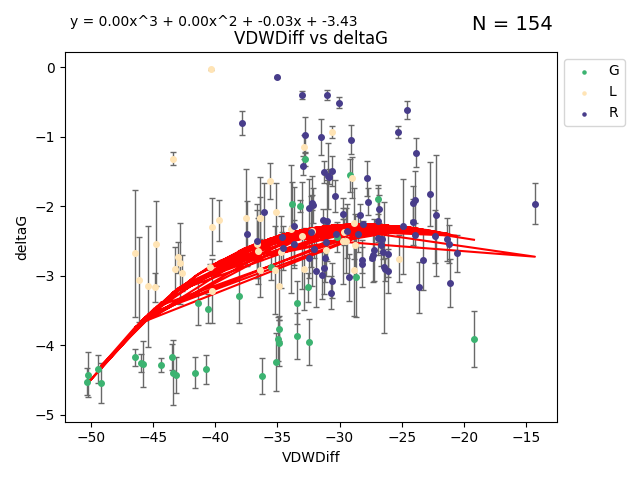 y = 0.00x^3 + 0.00x^2 + -0.03x + -3.43
N = 154
VDWDiff vs deltaG
G
L
R
deltaG
0
−1
−2
−3
−4
−5
−50
−45
−40
−35
−30
−25
−20
−15
VDWDiff